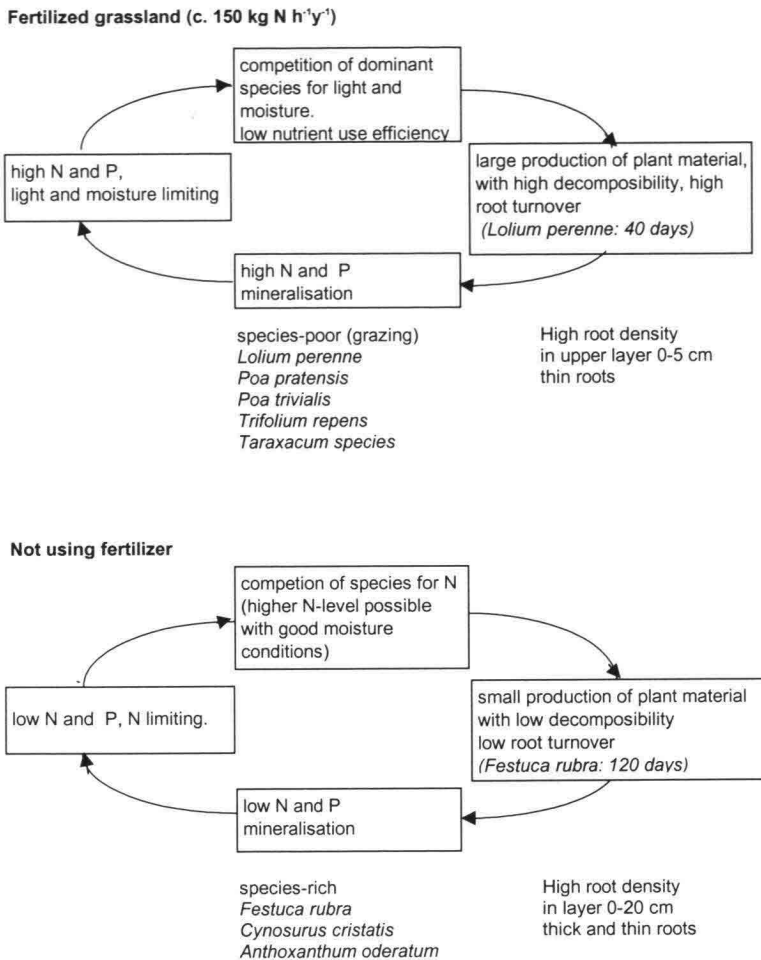 Fertilized grassland (c. 150 kg N h⁻¹y⁻¹)
competition of dominant
species for light and
moisture.
low nutrient use efficiency
high N and P,
light and moisture limiting
large production of plant material,
with high decomposibility, high
root turnover
(Lolium perenne: 40 days)
high N and P
mineralisation
species-poor (grazing)
Lolium perenne
Poa pratensis
Poa trivialis
Trifolium repens
Taraxacum species
High root density
in upper layer 0-5 cm
thin roots
Not using fertilizer
competion of species for N
(higher N-level possible
with good moisture
conditions)
low N and P, N limiting.
small production of plant material
with low decomposibility
low root turnover
(Festuca rubra: 120 days)
low N and P
mineralisation
species-rich
Festuca rubra
Cynosurus cristatis
Anthoxanthum oderatum
High root density
in layer 0-20 cm
thick and thin roots